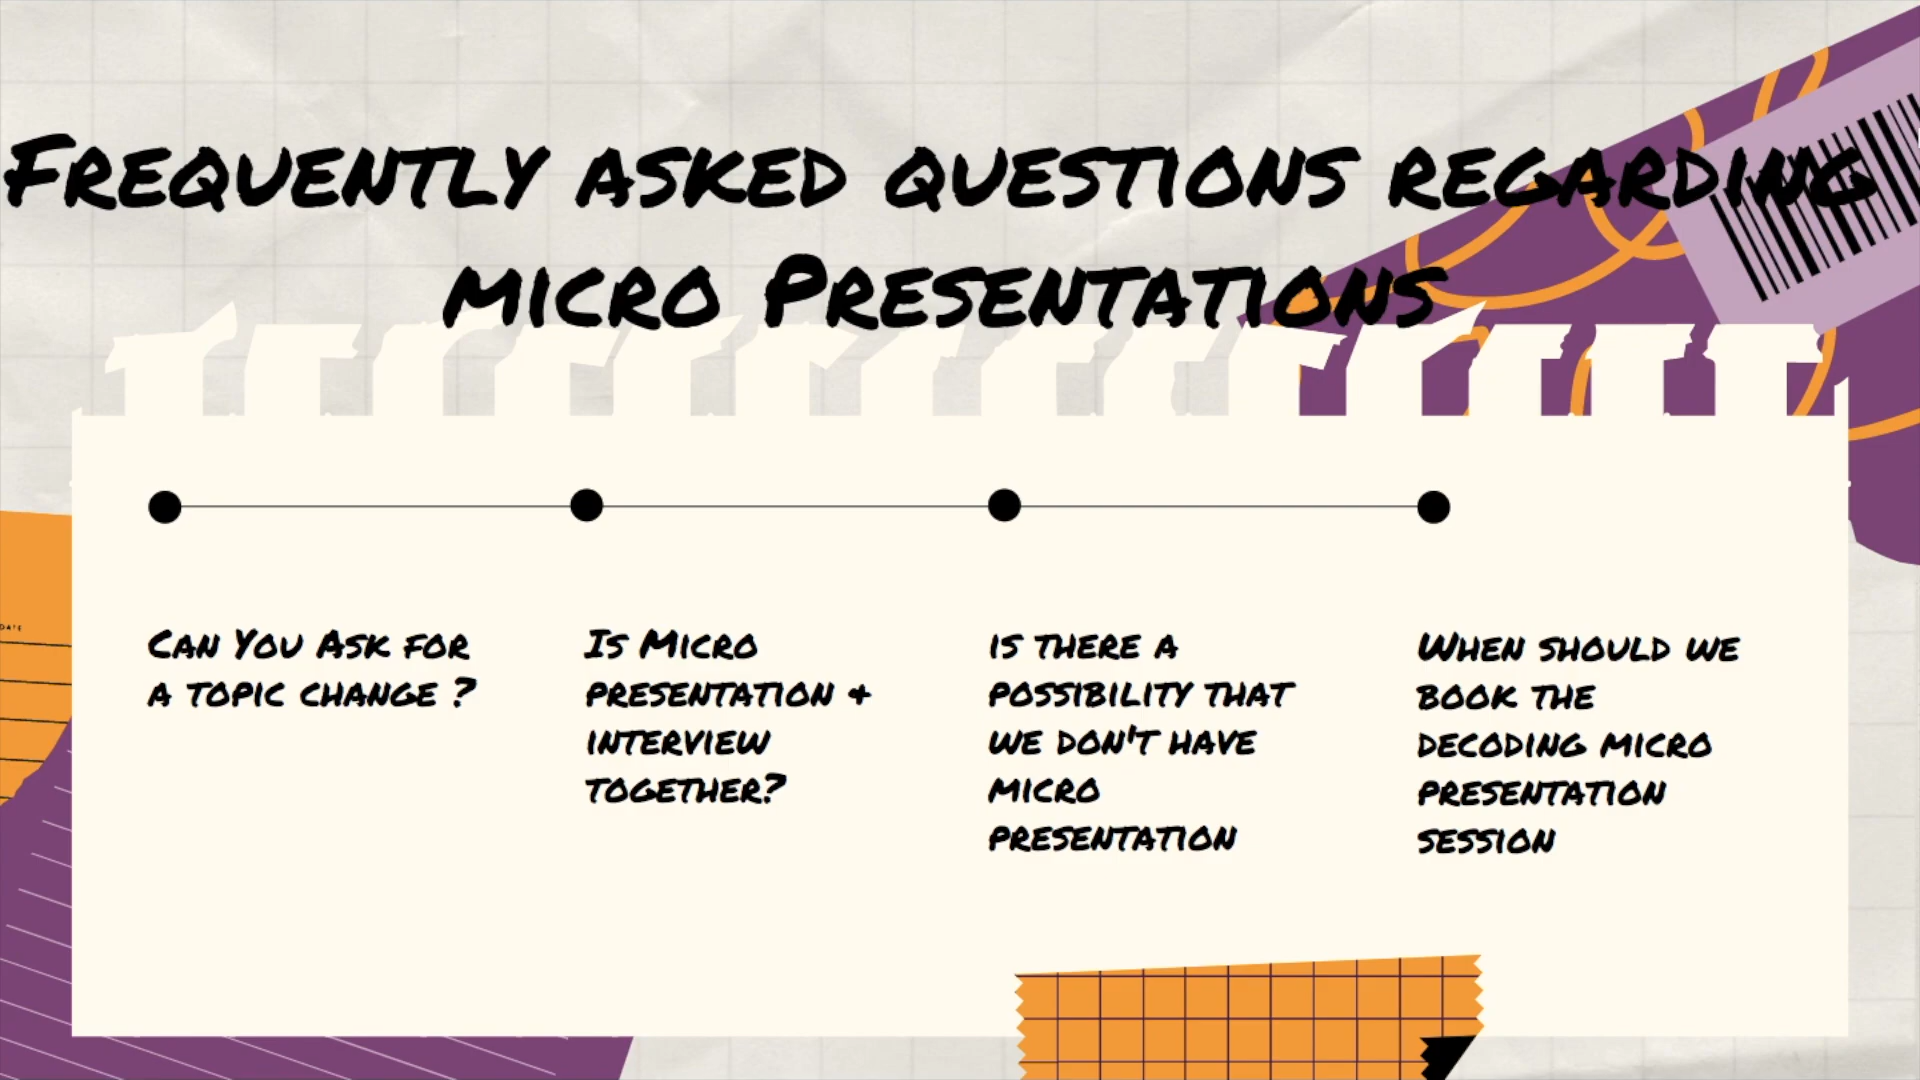 Frequently asked questions regarding
micro Presentations
Can You Ask for
a topic change ?
Is Micro
presentation &
interview
together?
is there a
possibility that
we don't have
micro
presentation
When should we
book the
decoding micro
presentation
session
DATE